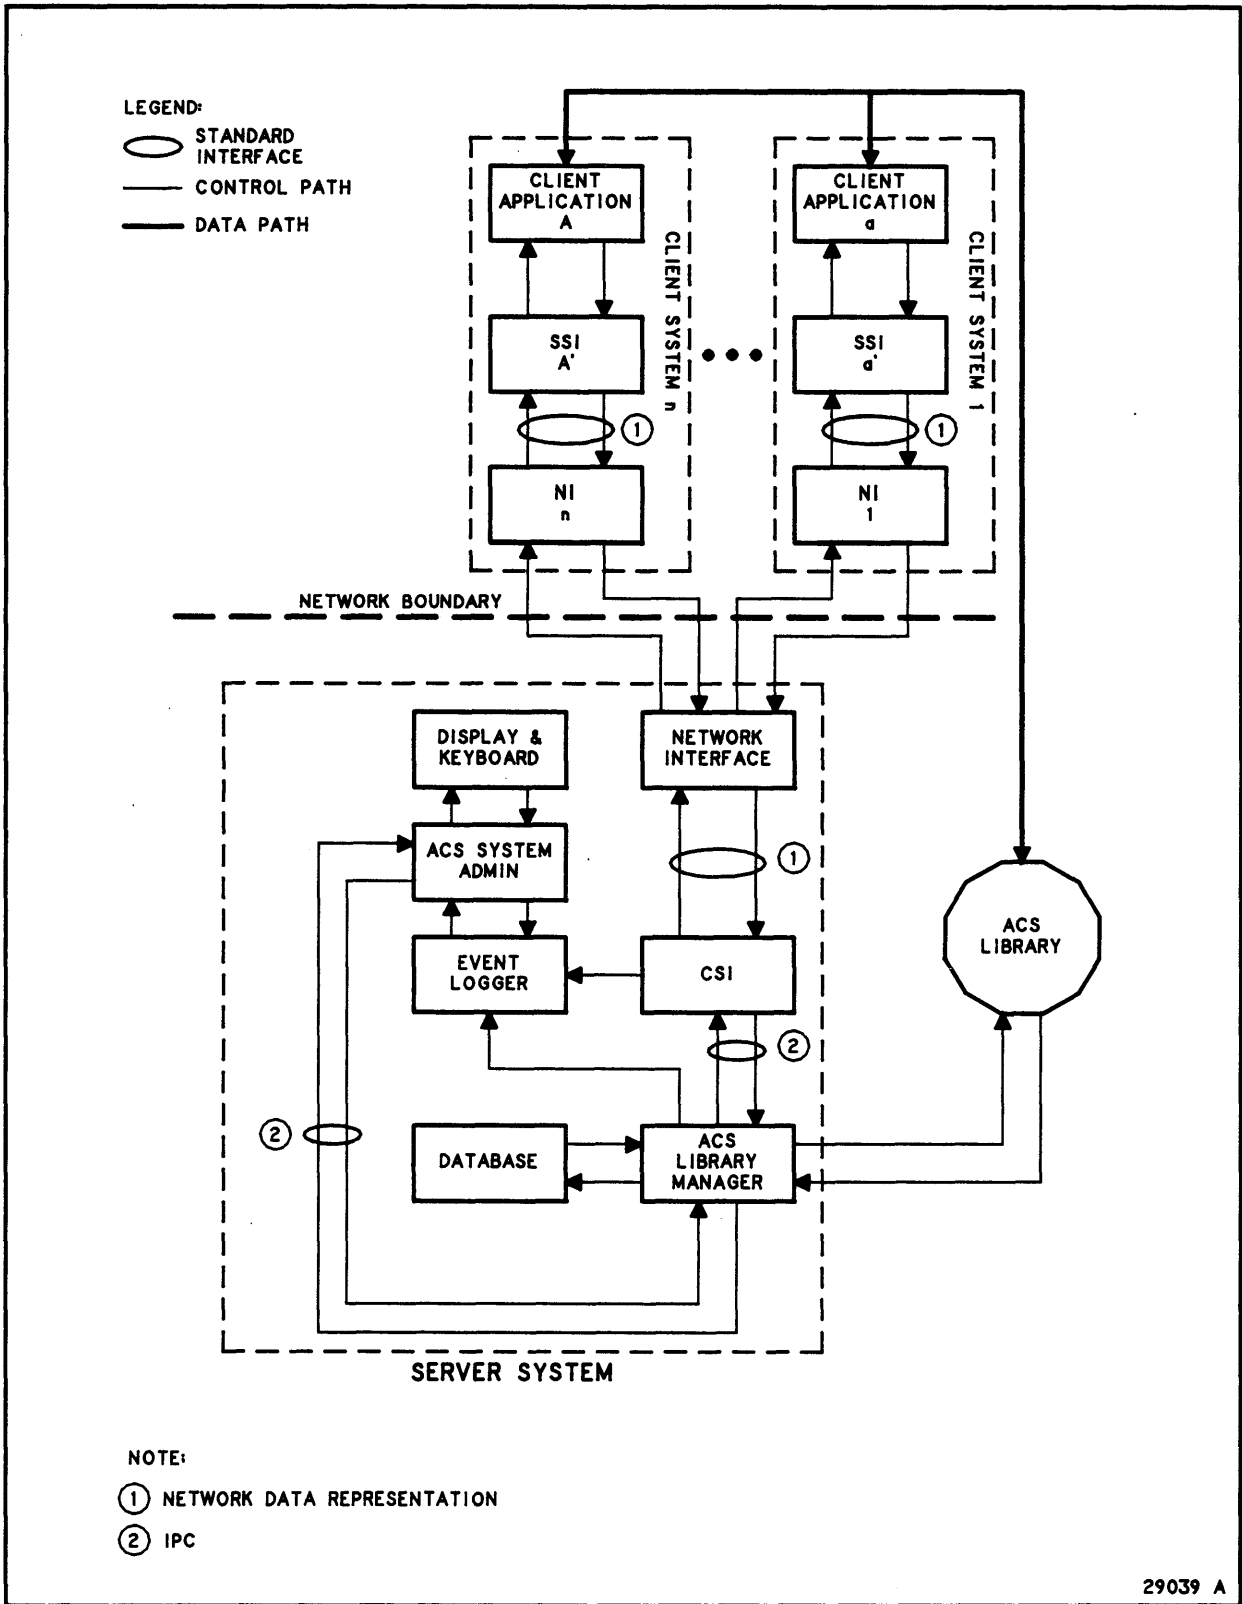 LEGEND:
STANDARD
INTERFACE
CONTROL PATH
DATA PATH
CLIENT
APPLICATION
A
CLIENT
APPLICATION
a
CLIENT SYSTEM n
CLIENT SYSTEM 1
SSI
A'
SSI
a'
1
1
NI
n
NI
1
NETWORK BOUNDARY
DISPLAY &
KEYBOARD
NETWORK
INTERFACE
ACS SYSTEM
ADMIN
1
EVENT
LOGGER
CSI
ACS
LIBRARY
2
2
DATABASE
ACS
LIBRARY
MANAGER
SERVER SYSTEM
NOTE:
1 NETWORK DATA REPRESENTATION
2 IPC
29039 A